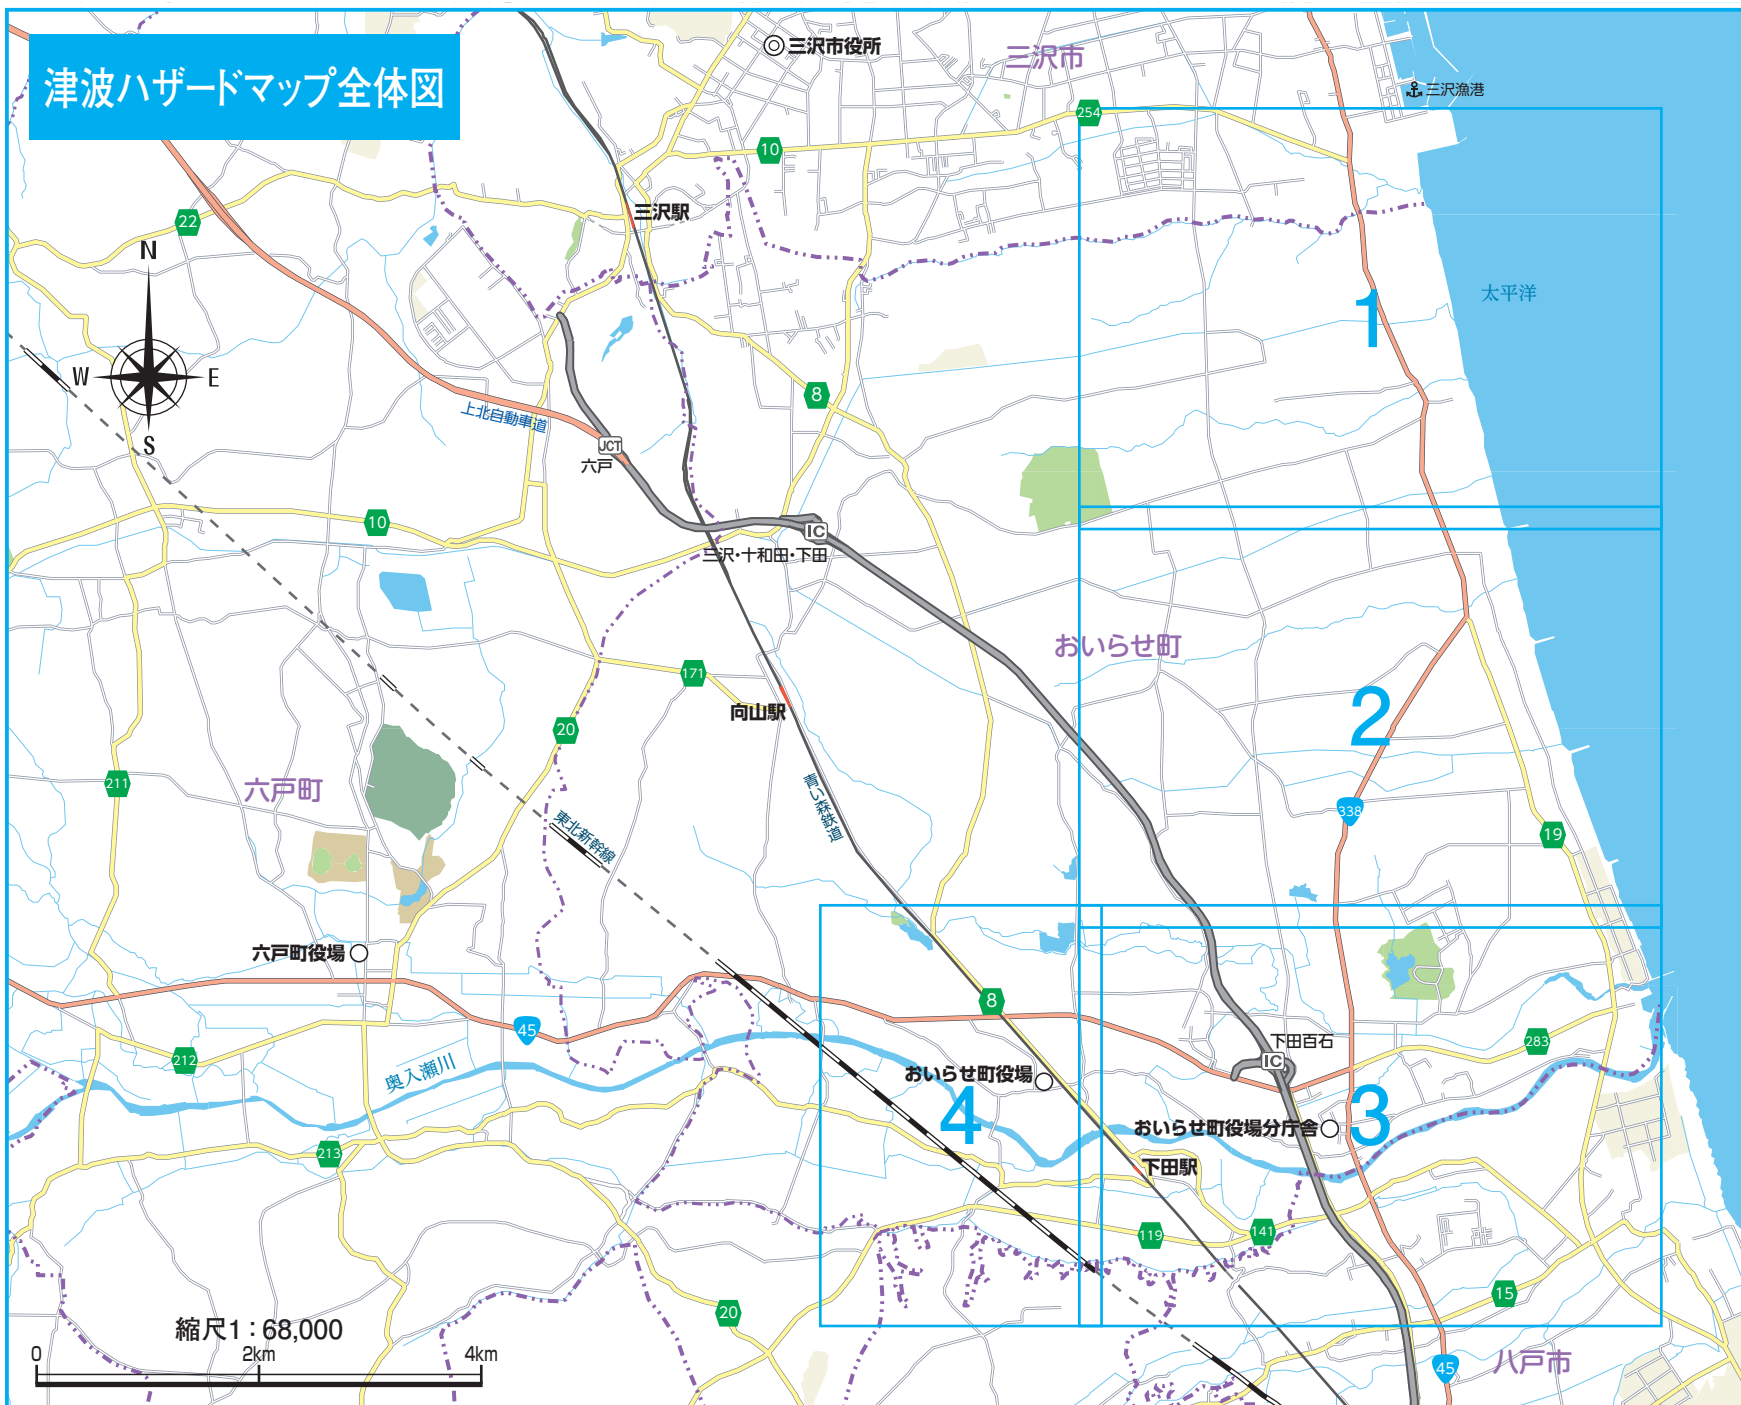 津波ハザードマップ全体図
三沢市役所
三沢市
三沢漁港
254
10
22
三沢駅
N
W
E
S
太平洋
1
8
上北自動車道
JCT
六戸
10
IC
三沢・十和田・下田
おいらせ町
171
向山駅
20
2
211
六戸町
青い森鉄道
338
東北新幹線
19
六戸町役場
8
45
212
奥入瀬川
下田百石
IC
283
おいらせ町役場
4
3
おいらせ町役場分庁舎
213
下田駅
119
141
15
20
縮尺1：68,000
0
2km
4km
45
八戸市